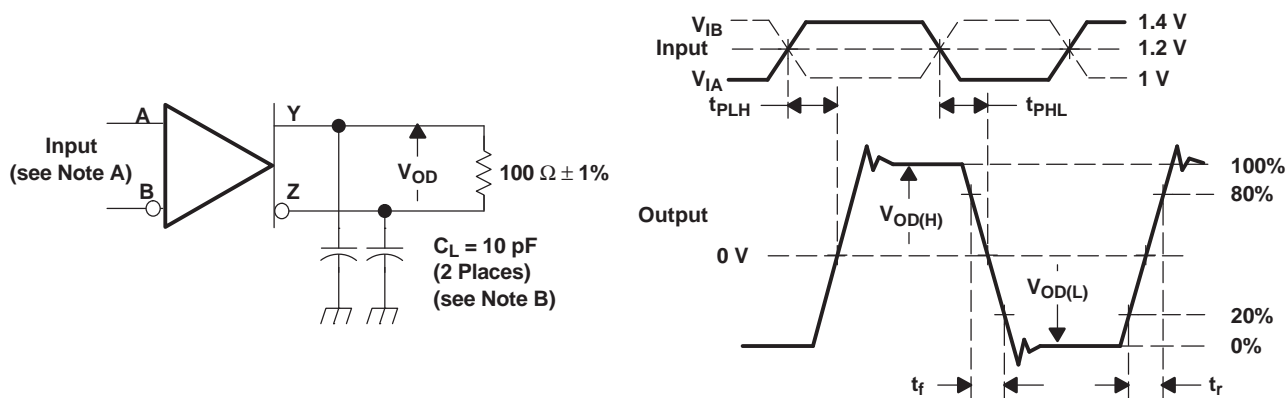 A
Y
Input
(see Note A)
V_OD
100 Ω ± 1%
B
Z
C_L = 10 pF
(2 Places)
(see Note B)
V_IB
1.4 V
Input
1.2 V
V_IA
1 V
t_PLH
t_PHL
100%
80%
Output
V_OD(H)
0 V
V_OD(L)
20%
0%
t_f
t_r